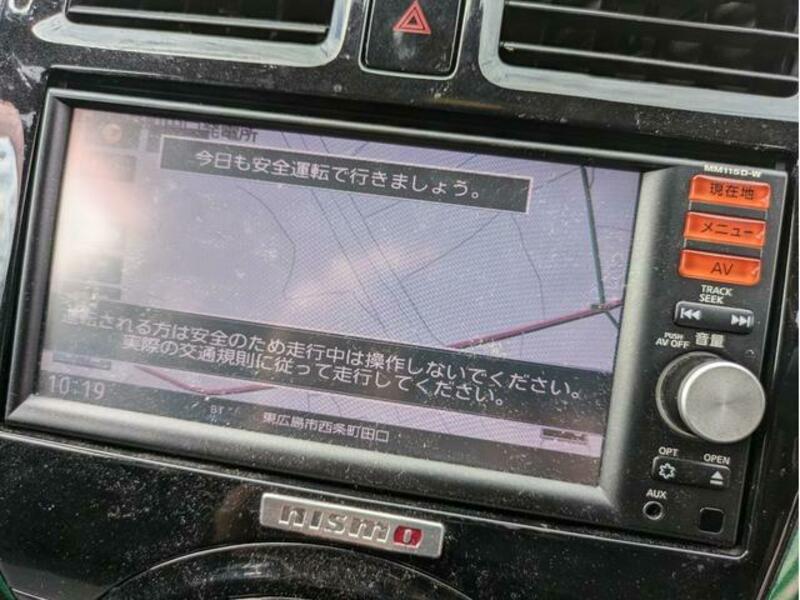 今日も安全運転で行きましょう。
運転される方は安全のため走行中は操作しないでください。
実際の交通規則に従って走行してください。
10:19
BT
東広島市西条町田口
MM115D-W
現在地
メニュー
AV
TRACK
SEEK
PUSH
AV OFF
音量
OPT
OPEN
AUX
nismo